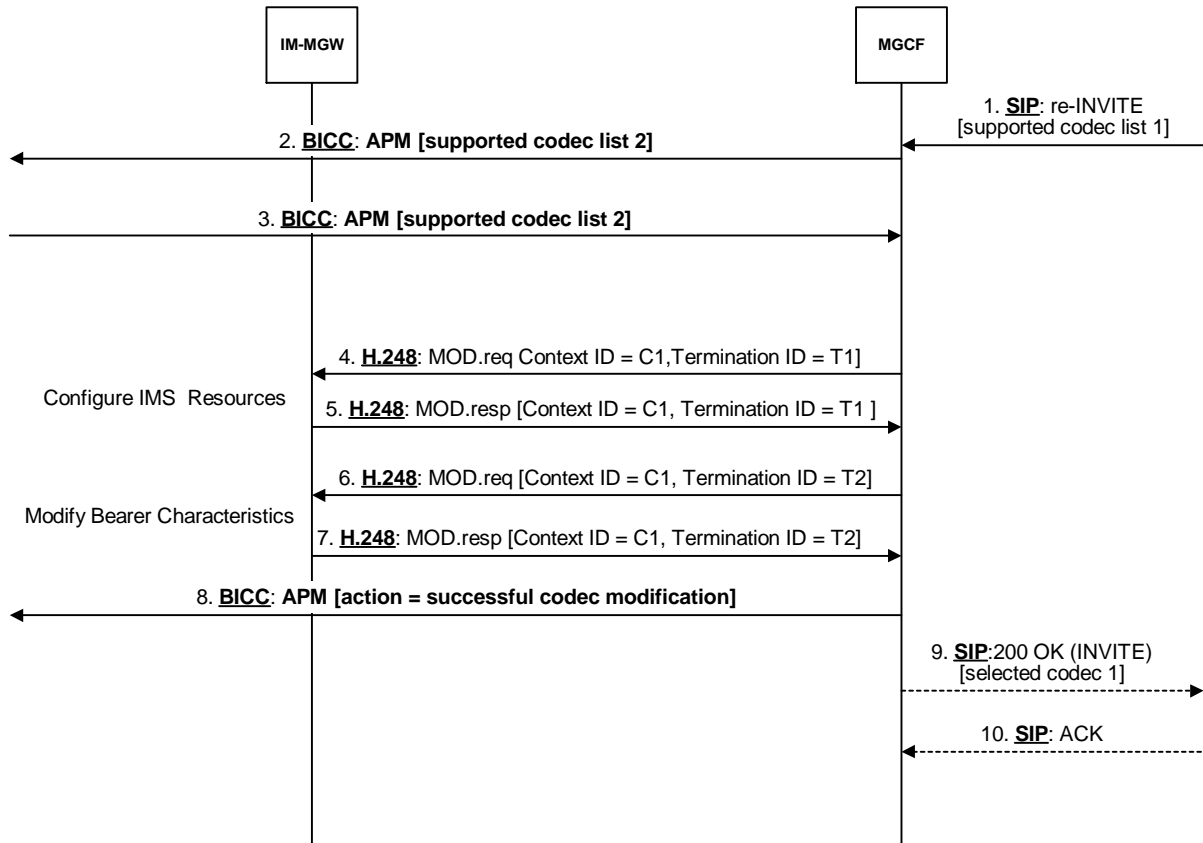 IM-MGW
MGCF
1. SIP: re-INVITE
[supported codec list 1]
2. BICC: APM [supported codec list 2]
3. BICC: APM [supported codec list 2]
4. H.248: MOD.req Context ID = C1,Termination ID = T1]
Configure IMS Resources
5. H.248: MOD.resp [Context ID = C1, Termination ID = T1 ]
6. H.248: MOD.req [Context ID = C1, Termination ID = T2]
Modify Bearer Characteristics
7. H.248: MOD.resp [Context ID = C1, Termination ID = T2]
8. BICC: APM [action = successful codec modification]
9. SIP:200 OK (INVITE)
[selected codec 1]
10. SIP: ACK